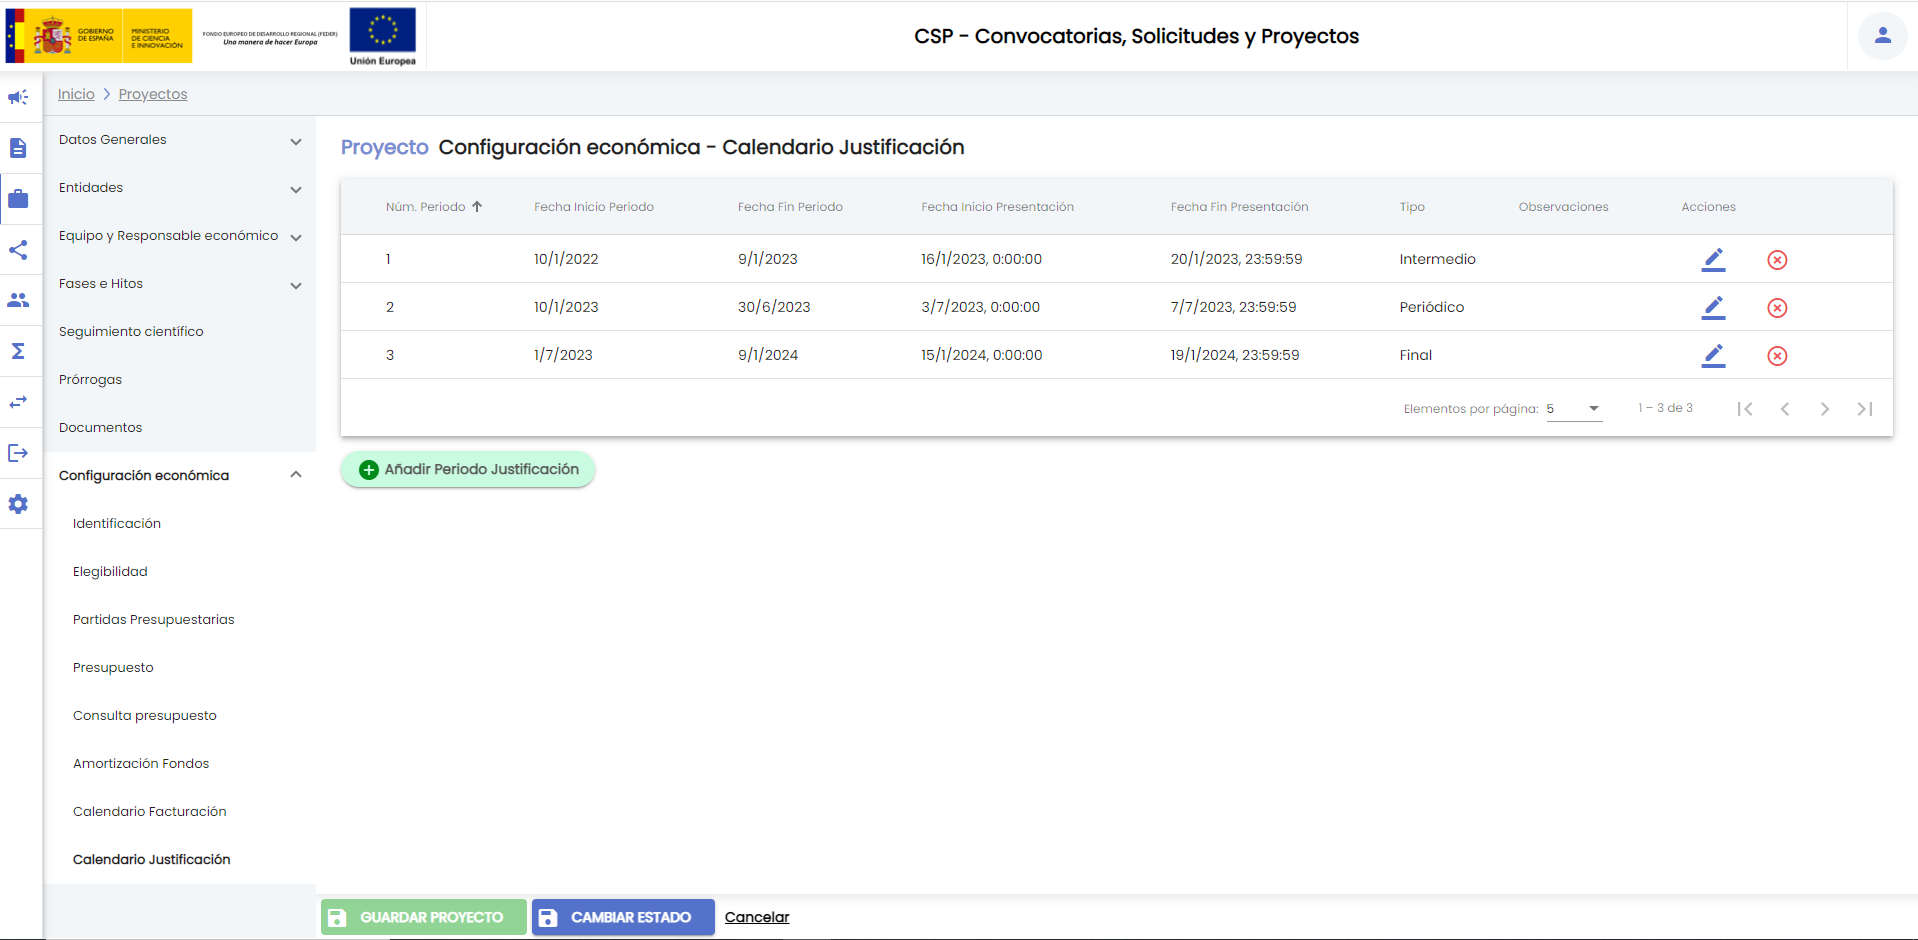 GOBIERNO
DE ESPAÑA
MINISTERIO
DE CIENCIA
E INNOVACIÓN
FONDO EUROPEO DE DESARROLLO REGIONAL (FEDER)
Una manera de hacer Europa
Unión Europea
CSP - Convocatorias, Solicitudes y Proyectos
Inicio > Proyectos
Datos Generales
Entidades
Equipo y Responsable económico
Fases e Hitos
Seguimiento científico
Prórrogas
Documentos
Configuración económica
Identificación
Elegibilidad
Partidas Presupuestarias
Presupuesto
Consulta presupuesto
Amortización Fondos
Calendario Facturación
Calendario Justificación
Proyecto Configuración económica - Calendario Justificación
Núm. Periodo Fecha Inicio Periodo Fecha Fin Periodo Fecha Inicio Presentación Fecha Fin Presentación Tipo Observaciones Acciones
1 10/1/2022 9/1/2023 16/1/2023, 0:00:00 20/1/2023, 23:59:59 Intermedio
2 10/1/2023 30/6/2023 3/7/2023, 0:00:00 7/7/2023, 23:59:59 Periódico
3 1/7/2023 9/1/2024 15/1/2024, 0:00:00 19/1/2024, 23:59:59 Final
Elementos por página: 5 1 – 3 de 3
Añadir Periodo Justificación
GUARDAR PROYECTO CAMBIAR ESTADO Cancelar